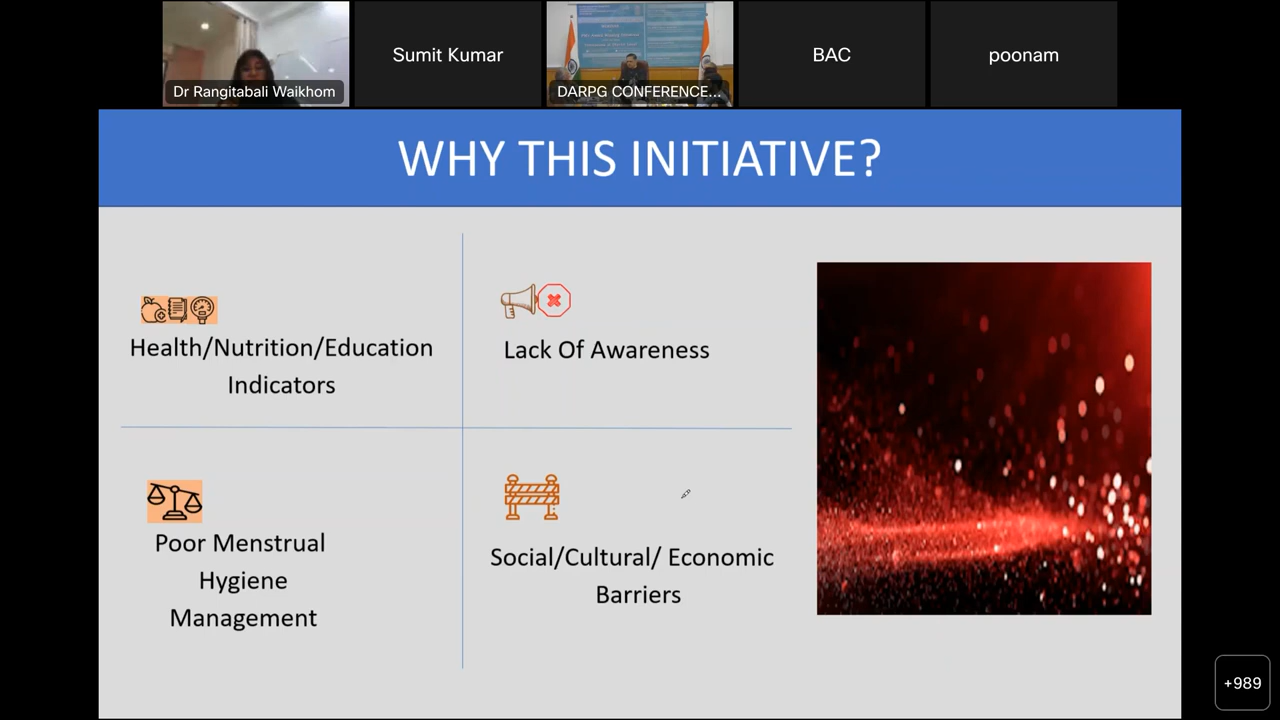 Dr Rangitabali Waikhom
Sumit Kumar
DARPG CONFERENCE...
BAC
poonam
WHY THIS INITIATIVE?
Health/Nutrition/Education
Indicators
Lack Of Awareness
Poor Menstrual
Hygiene
Management
Social/Cultural/ Economic
Barriers
+989